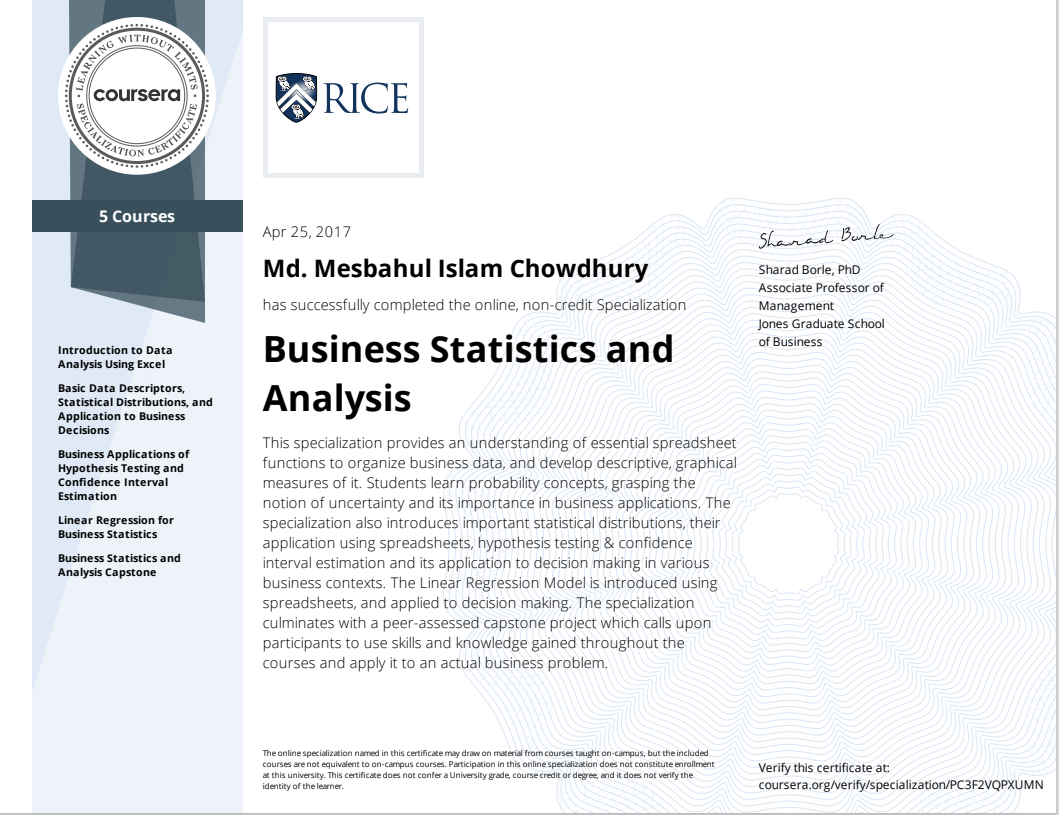 LEARNING WITHOUT LIMITS
coursera
SPECIALIZATION CERTIFICATE
RICE
5 Courses
Introduction to Data
Analysis Using Excel
Basic Data Descriptors,
Statistical Distributions, and
Application to Business
Decisions
Business Applications of
Hypothesis Testing and
Confidence Interval
Estimation
Linear Regression for
Business Statistics
Business Statistics and
Analysis Capstone
Apr 25, 2017
Md. Mesbahul Islam Chowdhury
has successfully completed the online, non-credit Specialization
Business Statistics and
Analysis
This specialization provides an understanding of essential spreadsheet
functions to organize business data, and develop descriptive, graphical
measures of it. Students learn probability concepts, grasping the
notion of uncertainty and its importance in business applications. The
specialization also introduces important statistical distributions, their
application using spreadsheets, hypothesis testing & confidence
interval estimation and its application to decision making in various
business contexts. The Linear Regression Model is introduced using
spreadsheets, and applied to decision making. The specialization
culminates with a peer-assessed capstone project which calls upon
participants to use skills and knowledge gained throughout the
courses and apply it to an actual business problem.
Sharad Borle
Sharad Borle, PhD
Associate Professor of
Management
Jones Graduate School
of Business
The online specialization named in this certificate may draw on material from courses taught on-campus, but the included
courses are not equivalent to on-campus courses. Participation in this online specialization does not constitute enrollment
at this university. This certificate does not confer a University grade, course credit or degree, and it does not verify the
identity of the learner.
Verify this certificate at:
coursera.org/verify/specialization/PC3F2VQPXUMN